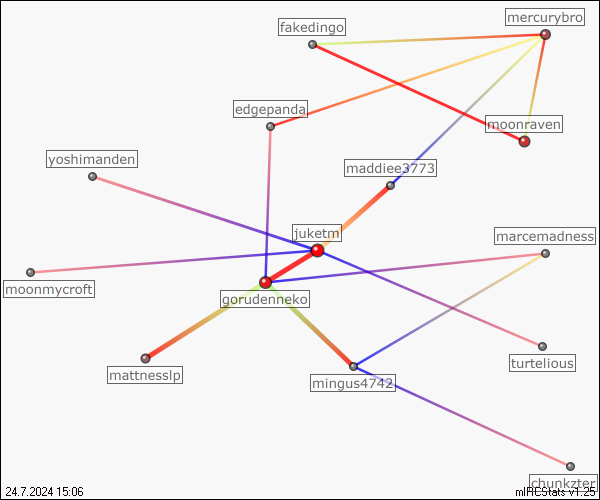 mercurybro
fakedingo
edgepanda
moonraven
yoshimanden
maddiee3773
juketm
marcemadness
moonmycroft
gorudenneko
turtelious
mattnesslp
mingus4742
chunkzter
24.7.2024 15:06
mIRCStats v1.25